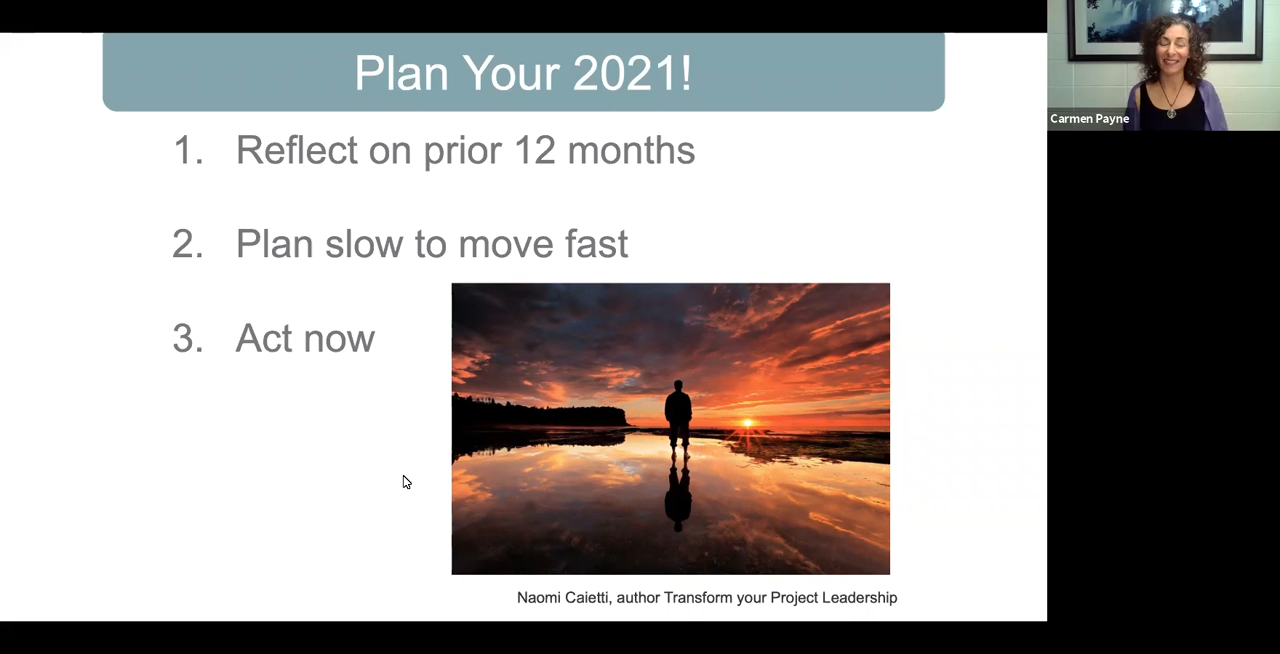 Plan Your 2021!
1. Reflect on prior 12 months
2. Plan slow to move fast
3. Act now
Naomi Caietti, author Transform your Project Leadership
Carmen Payne